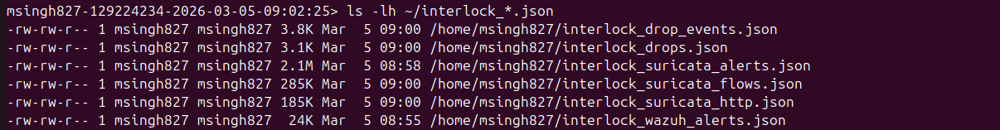 msingh827-129224234-2026-03-05-09:02:25> ls -lh ~/interlock_*.json
-rw-rw-r-- 1 msingh827 msingh827 3.8K Mar  5 09:00 /home/msingh827/interlock_drop_events.json
-rw-rw-r-- 1 msingh827 msingh827 3.1K Mar  5 09:00 /home/msingh827/interlock_drops.json
-rw-rw-r-- 1 msingh827 msingh827 2.1M Mar  5 08:58 /home/msingh827/interlock_suricata_alerts.json
-rw-rw-r-- 1 msingh827 msingh827 285K Mar  5 09:00 /home/msingh827/interlock_suricata_flows.json
-rw-rw-r-- 1 msingh827 msingh827 185K Mar  5 09:00 /home/msingh827/interlock_suricata_http.json
-rw-rw-r-- 1 msingh827 msingh827  24K Mar  5 08:55 /home/msingh827/interlock_wazuh_alerts.json